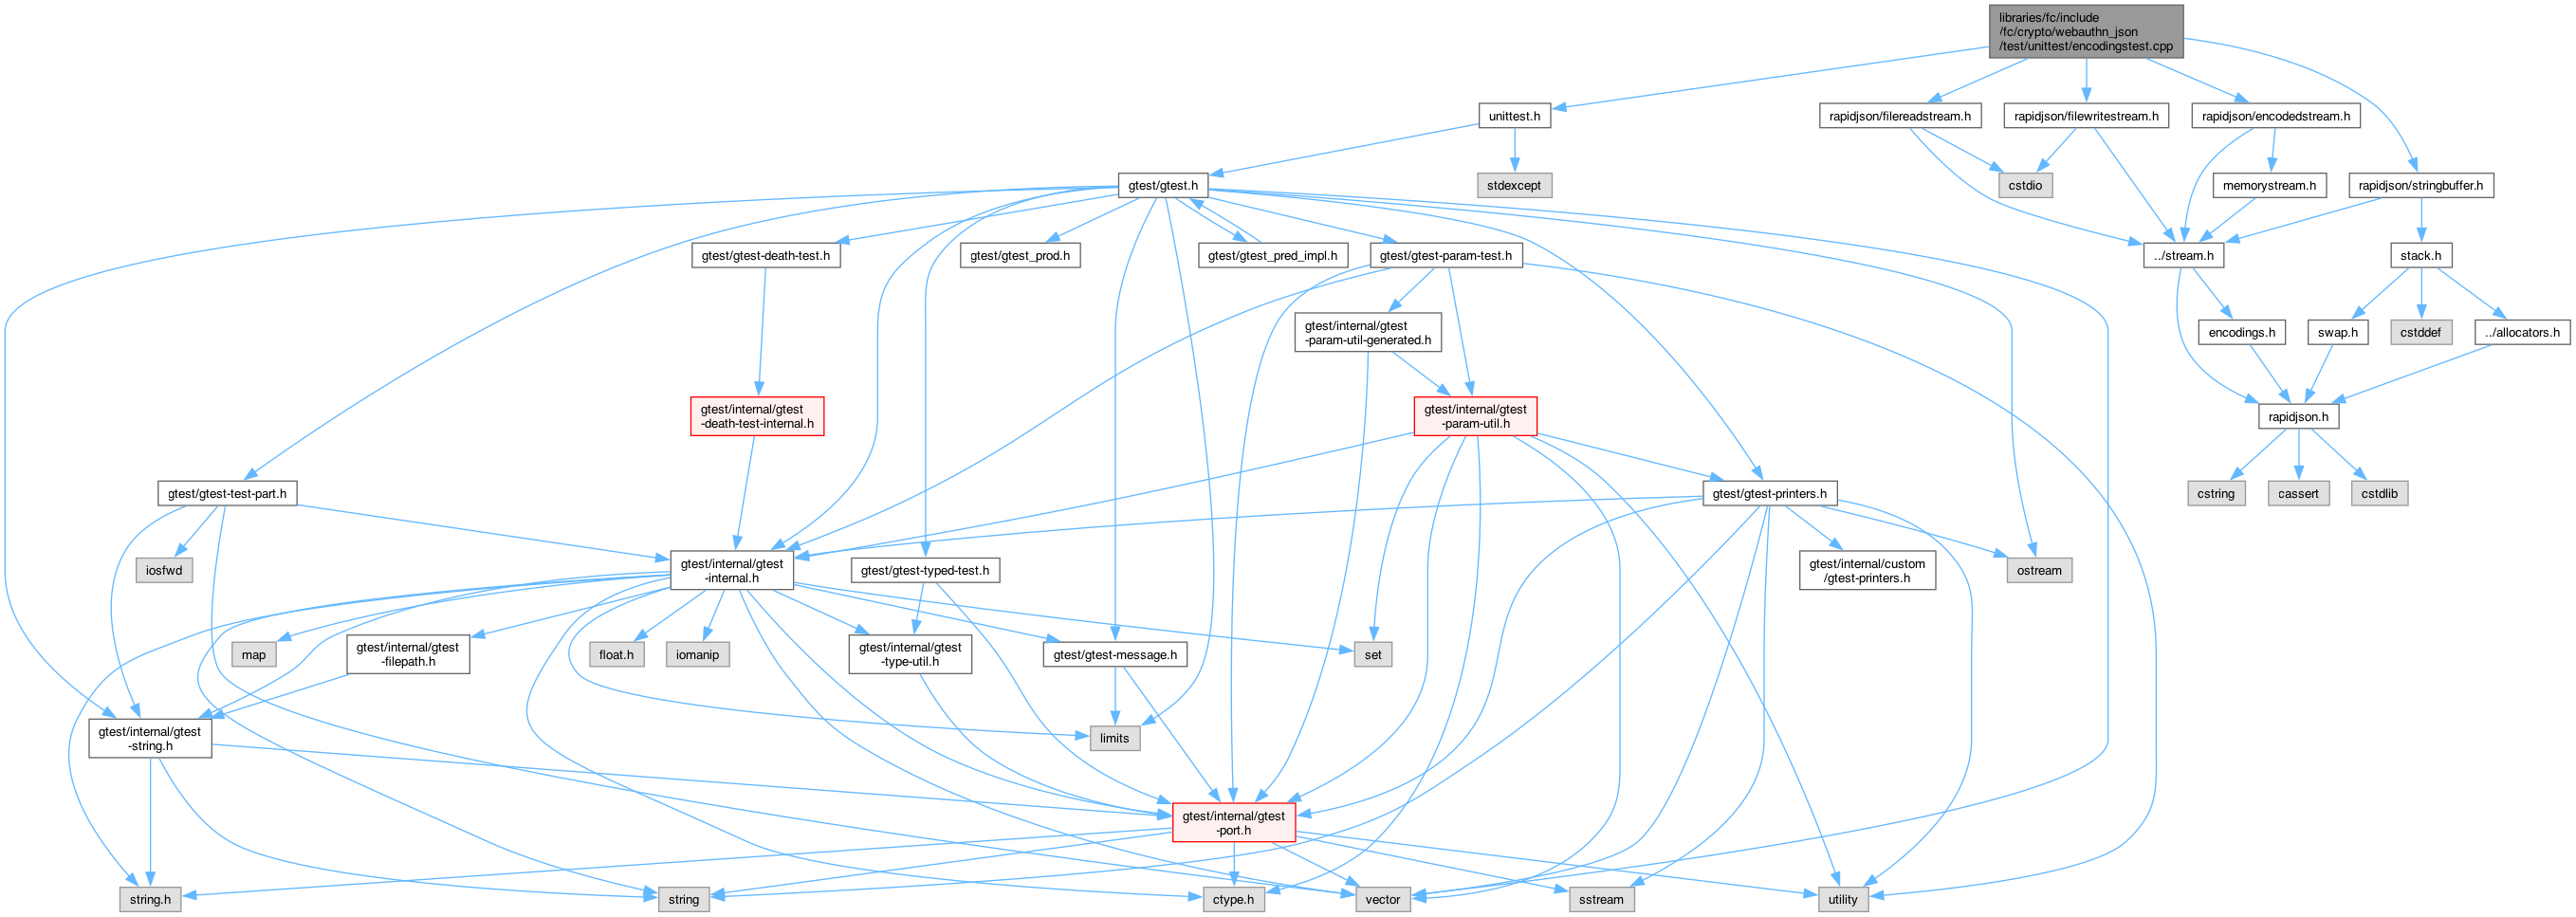 libraries/fc/include
/fc/crypto/webauthn_json
/test/unittest/encodingstest.cpp
unittest.h
rapidjson/filereadstream.h
rapidjson/filewritestream.h
rapidjson/encodedstream.h
gtest/gtest.h
stdexcept
cstdio
memorystream.h
rapidjson/stringbuffer.h
gtest/gtest-death-test.h
gtest/gtest_prod.h
gtest/gtest_pred_impl.h
gtest/gtest-param-test.h
../stream.h
stack.h
gtest/internal/gtest
-param-util-generated.h
encodings.h
swap.h
cstddef
../allocators.h
gtest/internal/gtest
-death-test-internal.h
gtest/internal/gtest
-param-util.h
rapidjson.h
gtest/gtest-test-part.h
gtest/gtest-printers.h
cstring
cassert
cstdlib
iosfwd
gtest/internal/gtest
-internal.h
gtest/gtest-typed-test.h
gtest/internal/custom
/gtest-printers.h
ostream
map
gtest/internal/gtest
-filepath.h
float.h
iomanip
gtest/internal/gtest
-type-util.h
gtest/gtest-message.h
set
gtest/internal/gtest
-string.h
limits
gtest/internal/gtest
-port.h
string.h
string
ctype.h
vector
sstream
utility